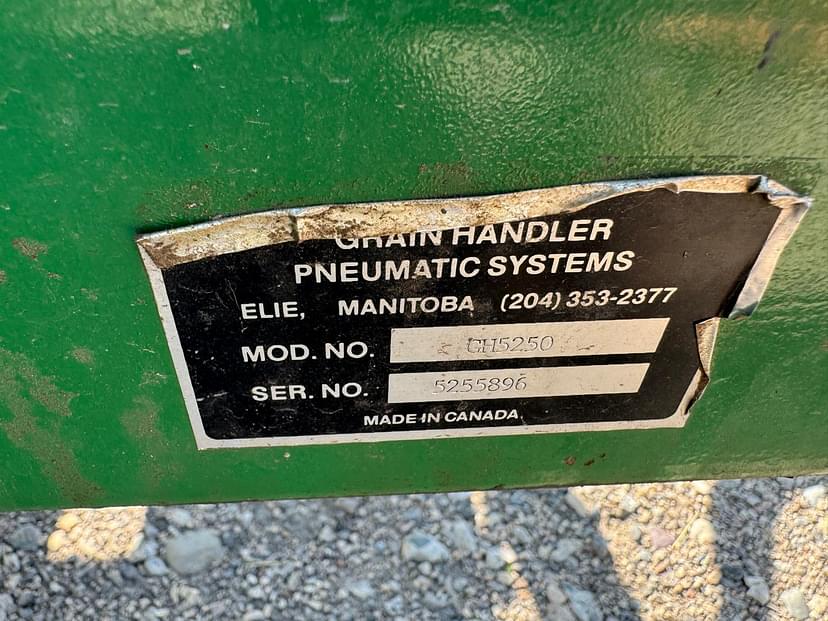 GRAIN HANDLER
PNEUMATIC SYSTEMS
ELIE, MANITOBA (204) 353-2377
MOD. NO. GH5250
SER. NO. 5255896
MADE IN CANADA